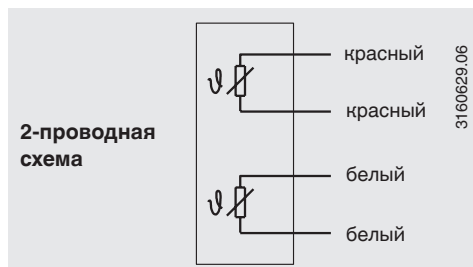 красный
3160629.06
красный
2-проводная
схема
белый
белый